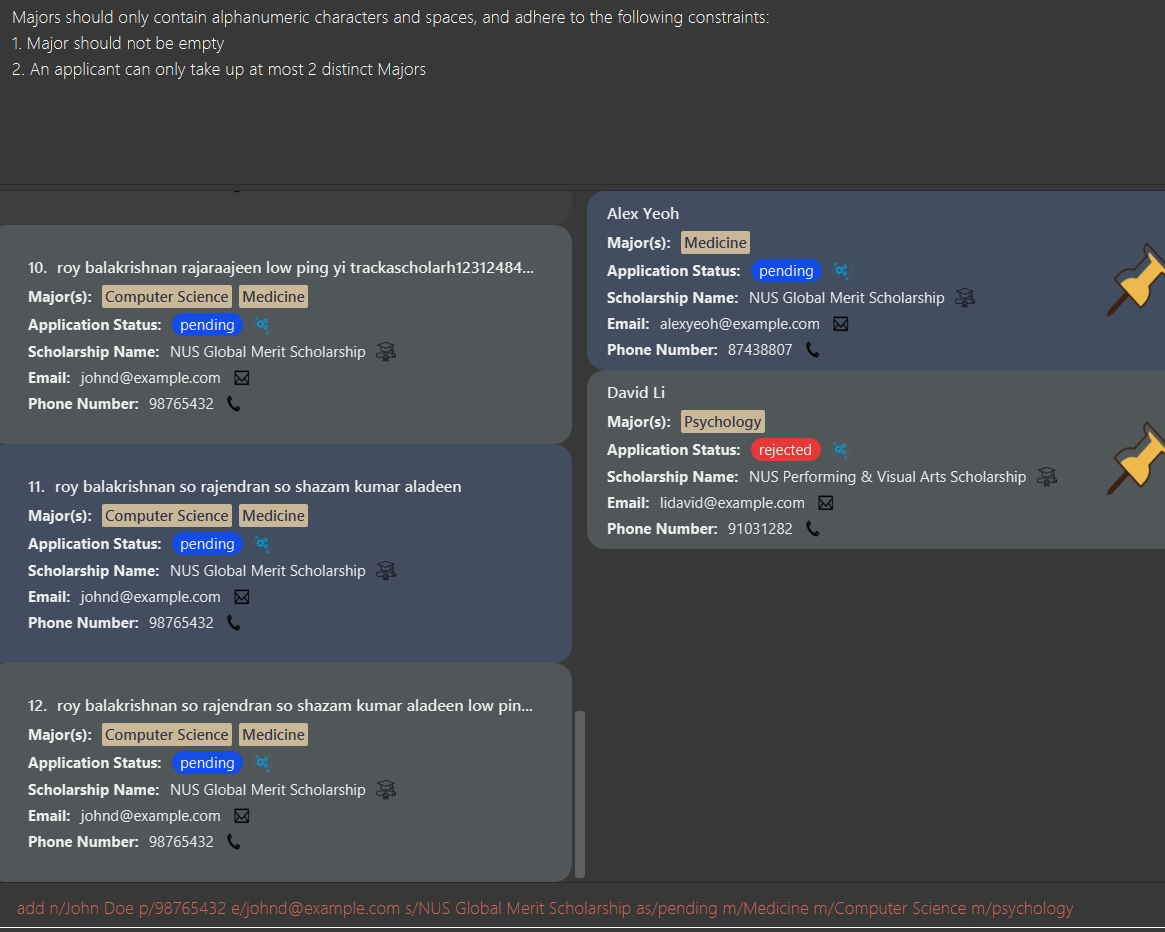 Majors should only contain alphanumeric characters and spaces, and adhere to the following constraints:
1. Major should not be empty
2. An applicant can only take up at most 2 distinct Majors
10. roy balakrishnan rajaraajeen low ping yi trackascholarh12312484...
Major(s): Computer Science Medicine
Application Status: pending
Scholarship Name: NUS Global Merit Scholarship
Email: johnd@example.com
Phone Number: 98765432
11. roy balakrishnan so rajendran so shazam kumar aladeen
Major(s): Computer Science Medicine
Application Status: pending
Scholarship Name: NUS Global Merit Scholarship
Email: johnd@example.com
Phone Number: 98765432
12. roy balakrishnan so rajendran so shazam kumar aladeen low pin...
Major(s): Computer Science Medicine
Application Status: pending
Scholarship Name: NUS Global Merit Scholarship
Email: johnd@example.com
Phone Number: 98765432
Alex Yeoh
Major(s): Medicine
Application Status: pending
Scholarship Name: NUS Global Merit Scholarship
Email: alexyeoh@example.com
Phone Number: 87438807
David Li
Major(s): Psychology
Application Status: rejected
Scholarship Name: NUS Performing & Visual Arts Scholarship
Email: lidavid@example.com
Phone Number: 91031282
add n/John Doe p/98765432 e/johnd@example.com s/NUS Global Merit Scholarship as/pending m/Medicine m/Computer Science m/psychology